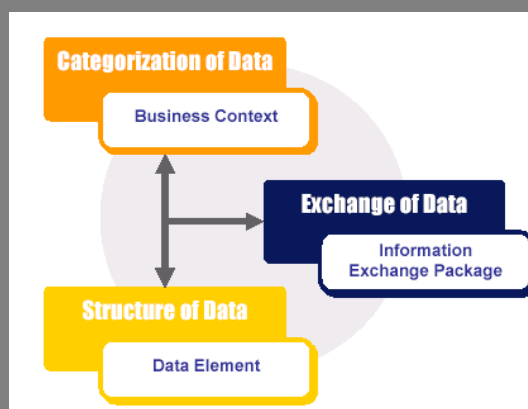 Categorization of Data
Business Context
Exchange of Data
Information
Exchange Package
Structure of Data
Data Element